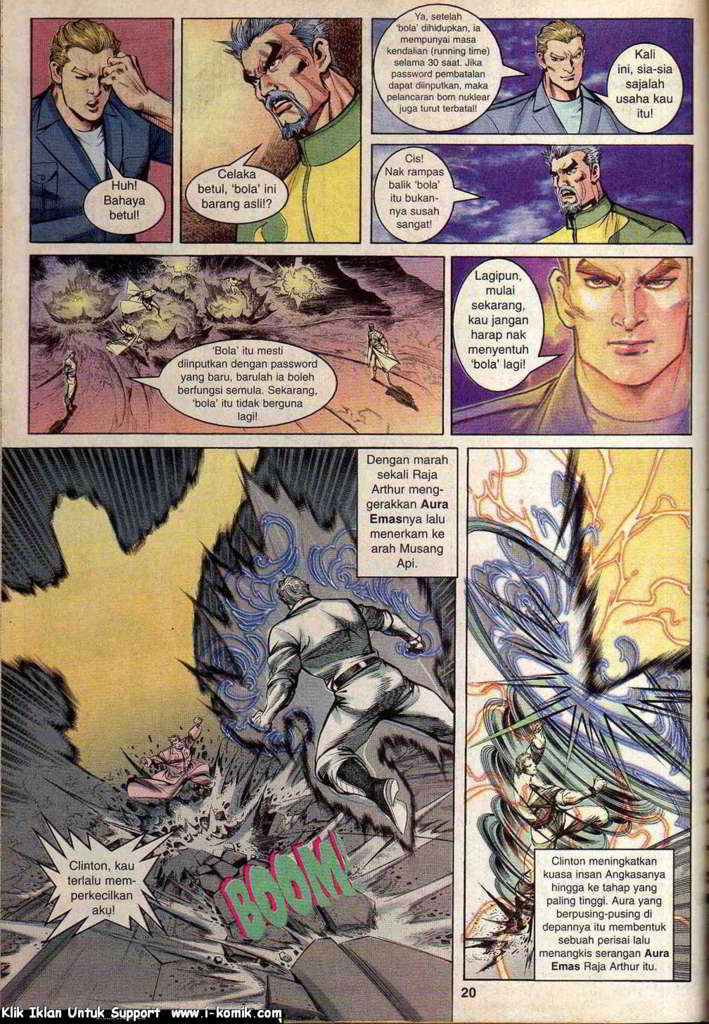 Huh!
Bahaya
betul!
Celaka
betul, 'bola' ini
barang asli!?
Ya, setelah
'bola' dihidupkan, ia
mempunyai masa
kendalian (running time)
selama 30 saat. Jika
password pembatalan
dapat diinputkan, maka
pelancaran bom nuklear
juga turut terbatal!
Kali
ini, sia-sia
sajalah
usaha kau
itu!
Cis!
Nak rampas
balik 'bola'
itu bukan-
nya susah
sangat!
'Bola' itu mesti
diinputkan dengan password
yang baru, barulah ia boleh
berfungsi semula. Sekarang,
'bola' itu tidak berguna
lagi!
Lagipun,
mulai
sekarang,
kau jangan
harap nak
menyentuh
'bola' lagi!
Dengan marah
sekali Raja
Arthur meng-
gerakkan Aura
Emasnya lalu
menerkam ke
arah Musang
Api.
Clinton, kau
terlalu mem-
perkecilkan
aku!
BOOM
Clinton meningkatkan
kuasa insan Angkasanya
hingga ke tahap yang
paling tinggi. Aura yang
berpusing-pusing di
depannya itu membentuk
sebuah perisai lalu
menangkis serangan Aura
Emas Raja Arthur itu.
20
Klik Iklan Untuk Support www.i-komik.com